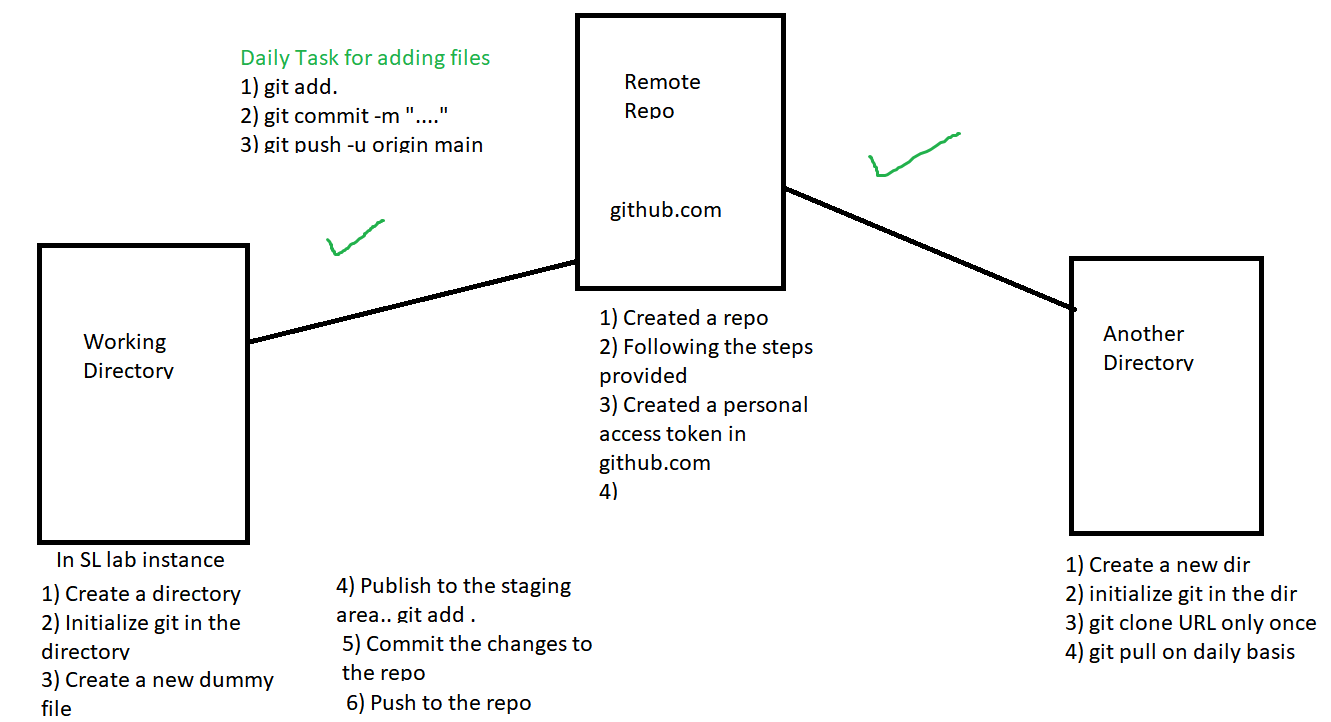 Daily Task for adding files
1) git add.
2) git commit -m "...."
3) git push -u origin main
Remote
Repo
github.com
Working
Directory
Another
Directory
1) Created a repo
2) Following the steps
provided
3) Created a personal
access token in
github.com
4)
In SL lab instance
1) Create a directory
2) Initialize git in the
directory
3) Create a new dummy
file
4) Publish to the staging
area.. git add .
5) Commit the changes to
the repo
6) Push to the repo
1) Create a new dir
2) initialize git in the dir
3) git clone URL only once
4) git pull on daily basis